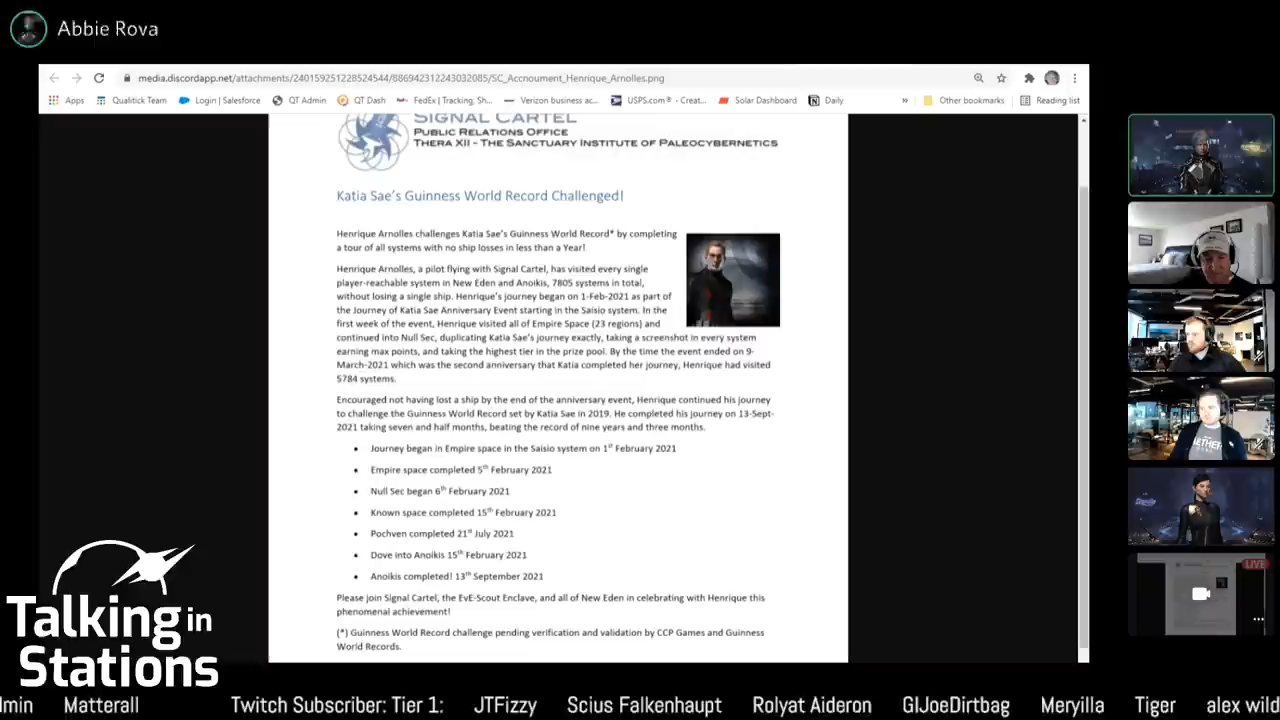 Abbie Rova
media.discordapp.net/attachments/240159251228524544/886942312243032085/SC_Accnoument_Henrique_Arnolles.png
Apps Qualitick Team Login | Salesforce QT Admin QT Dash FedEx | Tracking, Sh... Verizon business ac... USPS.com® - Creat... Solar Dashboard Daily » Other bookmarks Reading list
SIGNAL CARTEL
PUBLIC RELATIONS OFFICE
THERA XII - THE SANCTUARY INSTITUTE OF PALEOCYBERNETICS
Katia Sae's Guinness World Record Challenged!
Henrique Arnolles challenges Katia Sae's Guinness World Record* by completing
a tour of all systems with no ship losses in less than a Year!
Henrique Arnolles, a pilot flying with Signal Cartel, has visited every single
player-reachable system in New Eden and Anoikis, 7805 systems in total,
without losing a single ship. Henrique's journey began on 1-Feb-2021 as part of
the Journey of Katia Sae Anniversary Event starting in the Saisio system. In the
first week of the event, Henrique visited all of Empire Space (23 regions) and
continued into Null Sec, duplicating Katia Sae's journey exactly, taking a screenshot in every system
earning max points, and taking the highest tier in the prize pool. By the time the event ended on 9-
March-2021 which was the second anniversary that Katia completed her journey, Henrique had visited
5784 systems.
Encouraged not having lost a ship by the end of the anniversary event, Henrique continued his journey
to challenge the Guinness World Record set by Katia Sae in 2019. He completed his journey on 13-Sept-
2021 taking seven and half months, beating the record of nine years and three months.
• Journey began in Empire space in the Saisio system on 1st February 2021
• Empire space completed 5th February 2021
• Null Sec began 6th February 2021
• Known space completed 15th February 2021
• Pochven completed 21st July 2021
• Dove into Anoikis 15th February 2021
• Anoikis completed! 13th September 2021
Please join Signal Cartel, the EvE-Scout Enclave, and all of New Eden in celebrating with Henrique this
phenomenal achievement!
(*) Guinness World Record challenge pending verification and validation by CCP Games and Guinness
World Records.
LIVE
Talking in
Stations
lmin Matterall Twitch Subscriber: Tier 1: JTFizzy Scius Falkenhaupt Rolyat Aideron GIJoeDirtbag Meryilla Tiger alex wild